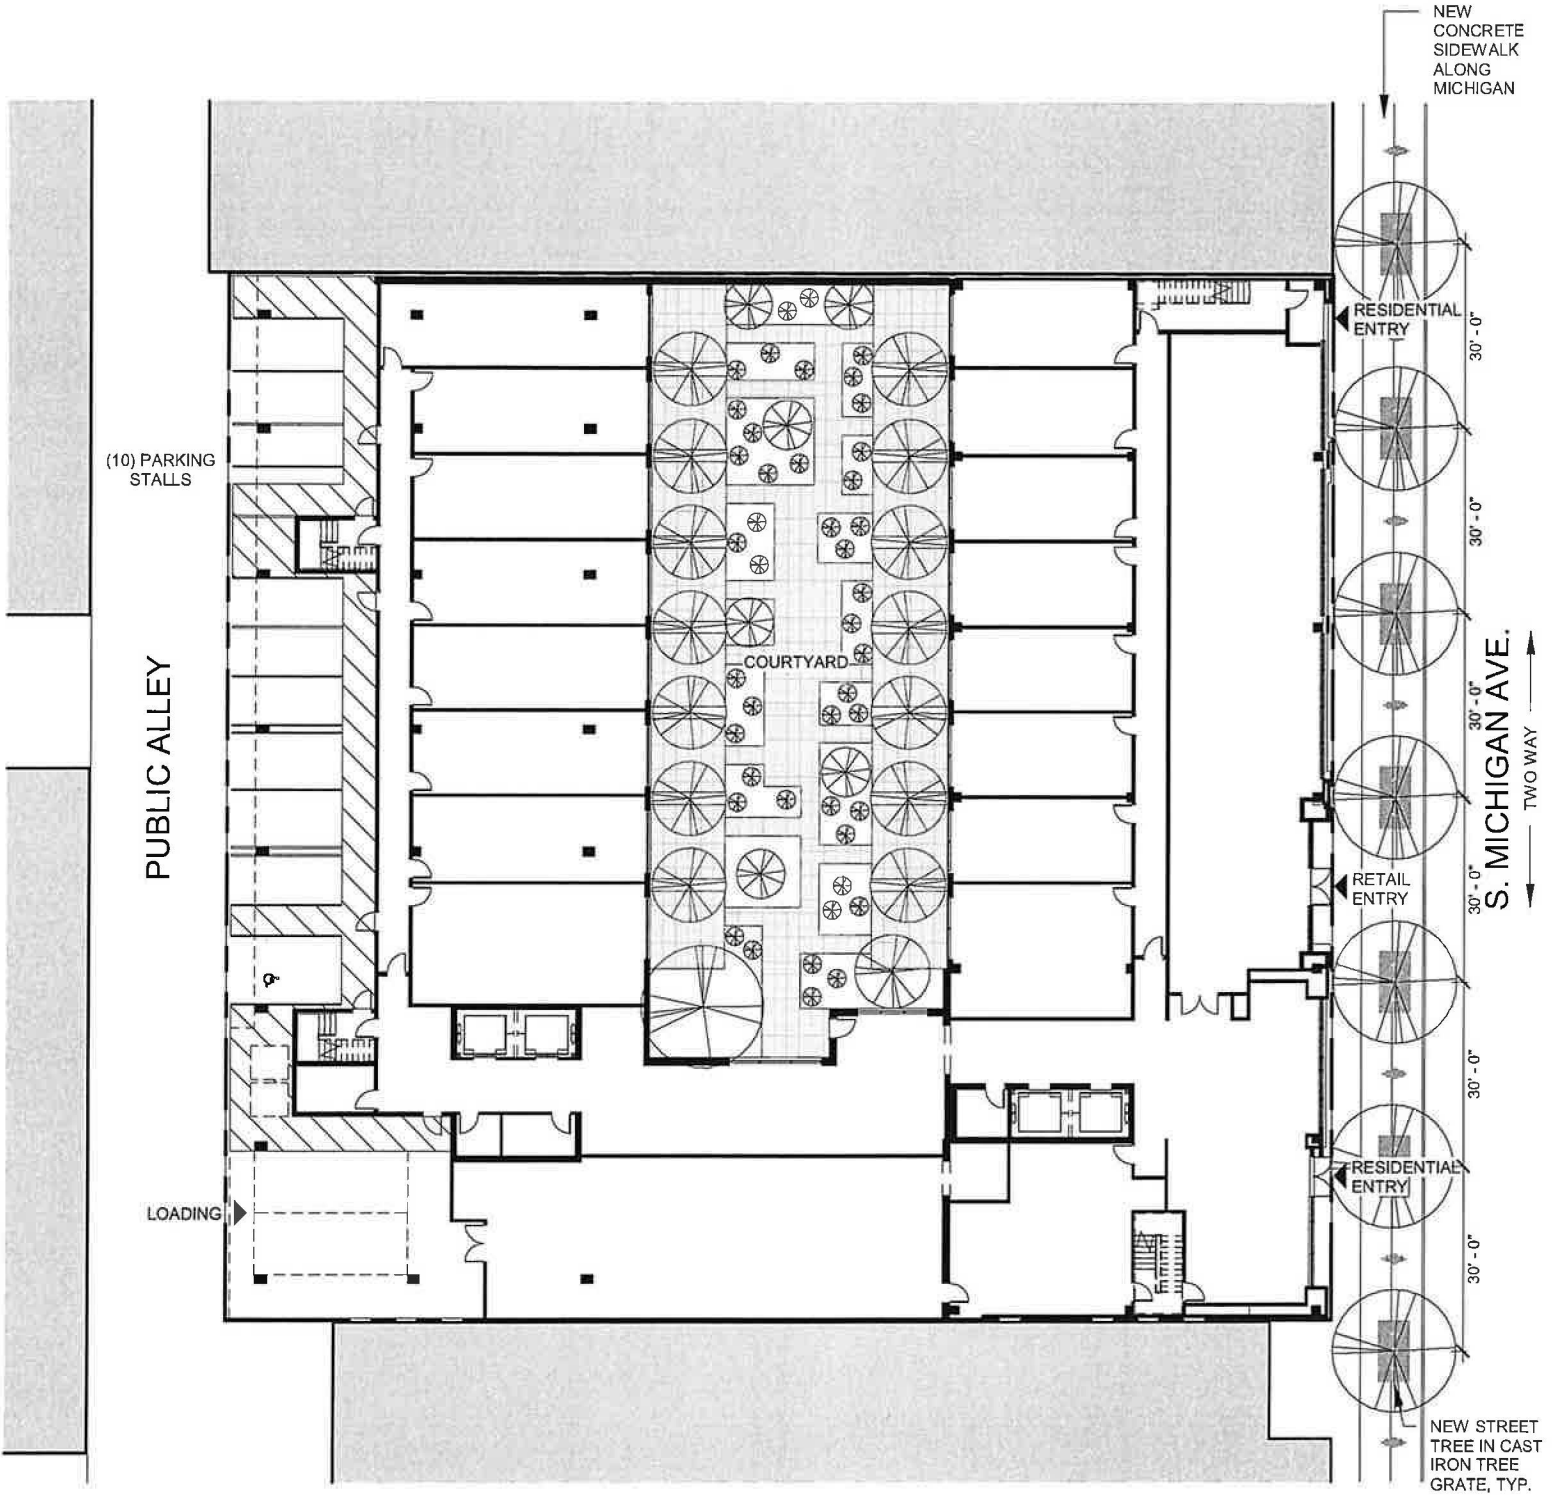 NEW
CONCRETE
SIDEWALK
ALONG
MICHIGAN
RESIDENTIAL
ENTRY
30' - 0"
(10) PARKING
STALLS
30' - 0"
COURTYARD
PUBLIC ALLEY
30' - 0"
S. MICHIGAN AVE.
TWO WAY
RETAIL
ENTRY
30' - 0"
30' - 0"
RESIDENTIAL
ENTRY
LOADING
30' - 0"
NEW STREET
TREE IN CAST
IRON TREE
GRATE, TYP.